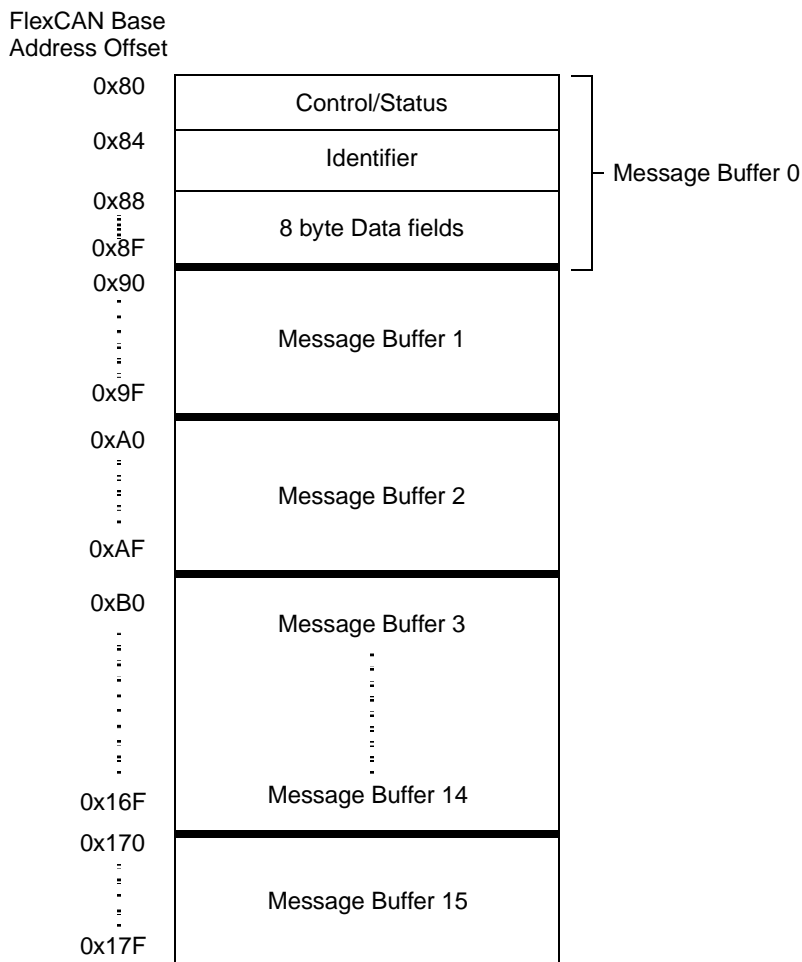 FlexCAN Base
Address Offset
0x80
Control/Status
0x84
Identifier
Message Buffer 0
0x88
8 byte Data fields
0x8F
0x90
Message Buffer 1
0x9F
0xA0
Message Buffer 2
0xAF
0xB0
Message Buffer 3
0x16F
Message Buffer 14
0x170
Message Buffer 15
0x17F